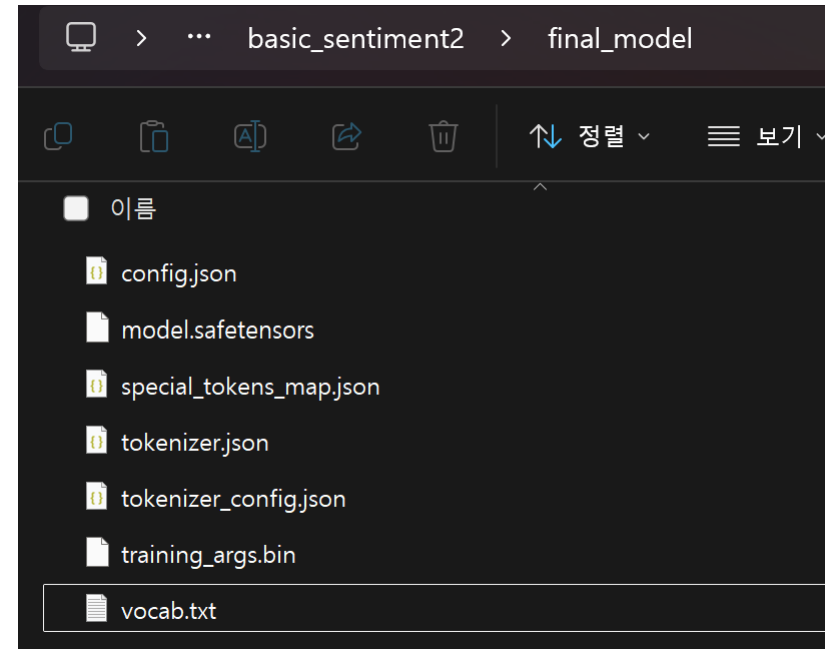 basic_sentiment2 > final_model
정렬 보기
이름
config.json
model.safetensors
special_tokens_map.json
tokenizer.json
tokenizer_config.json
training_args.bin
vocab.txt